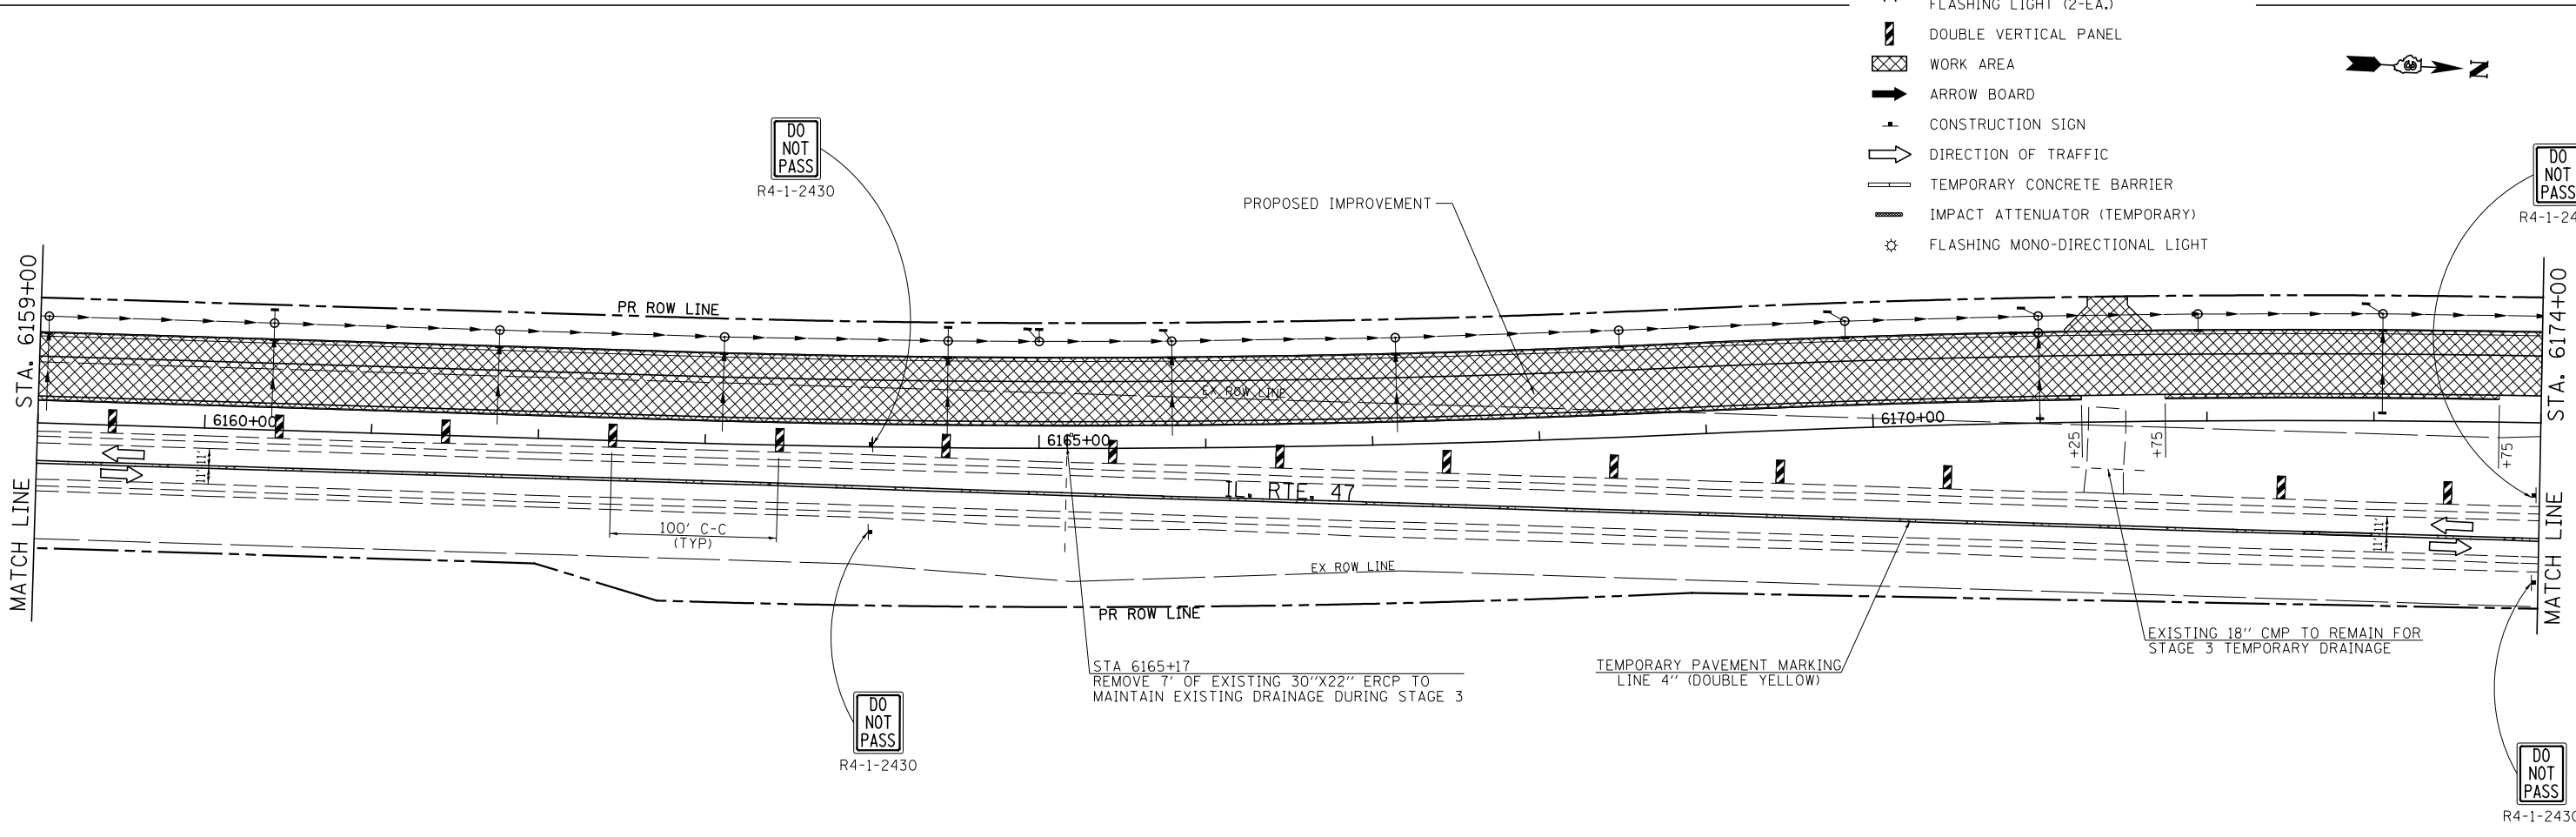 FLASHING LIGHT (2-EA.)
DOUBLE VERTICAL PANEL
WORK AREA
ARROW BOARD
CONSTRUCTION SIGN
DIRECTION OF TRAFFIC
TEMPORARY CONCRETE BARRIER
IMPACT ATTENUATOR (TEMPORARY)
FLASHING MONO-DIRECTIONAL LIGHT
N
DO
NOT
PASS
R4-1-2430
DO
NOT
PASS
R4-1-24
PROPOSED IMPROVEMENT
STA. 6159+00
MATCH LINE
STA. 6174+00
MATCH LINE
PR ROW LINE
EX ROW LINE
6160+00
6165+00
6170+00
+25
+75
+75
11'
11'
11'
11'
IL. RTE. 47
100' C-C
(TYP)
EX ROW LINE
PR ROW LINE
STA 6165+17
REMOVE 7' OF EXISTING 30"X22" ERCP TO
MAINTAIN EXISTING DRAINAGE DURING STAGE 3
TEMPORARY PAVEMENT MARKING
LINE 4" (DOUBLE YELLOW)
EXISTING 18" CMP TO REMAIN FOR
STAGE 3 TEMPORARY DRAINAGE
DO
NOT
PASS
R4-1-2430
DO
NOT
PASS
R4-1-2430